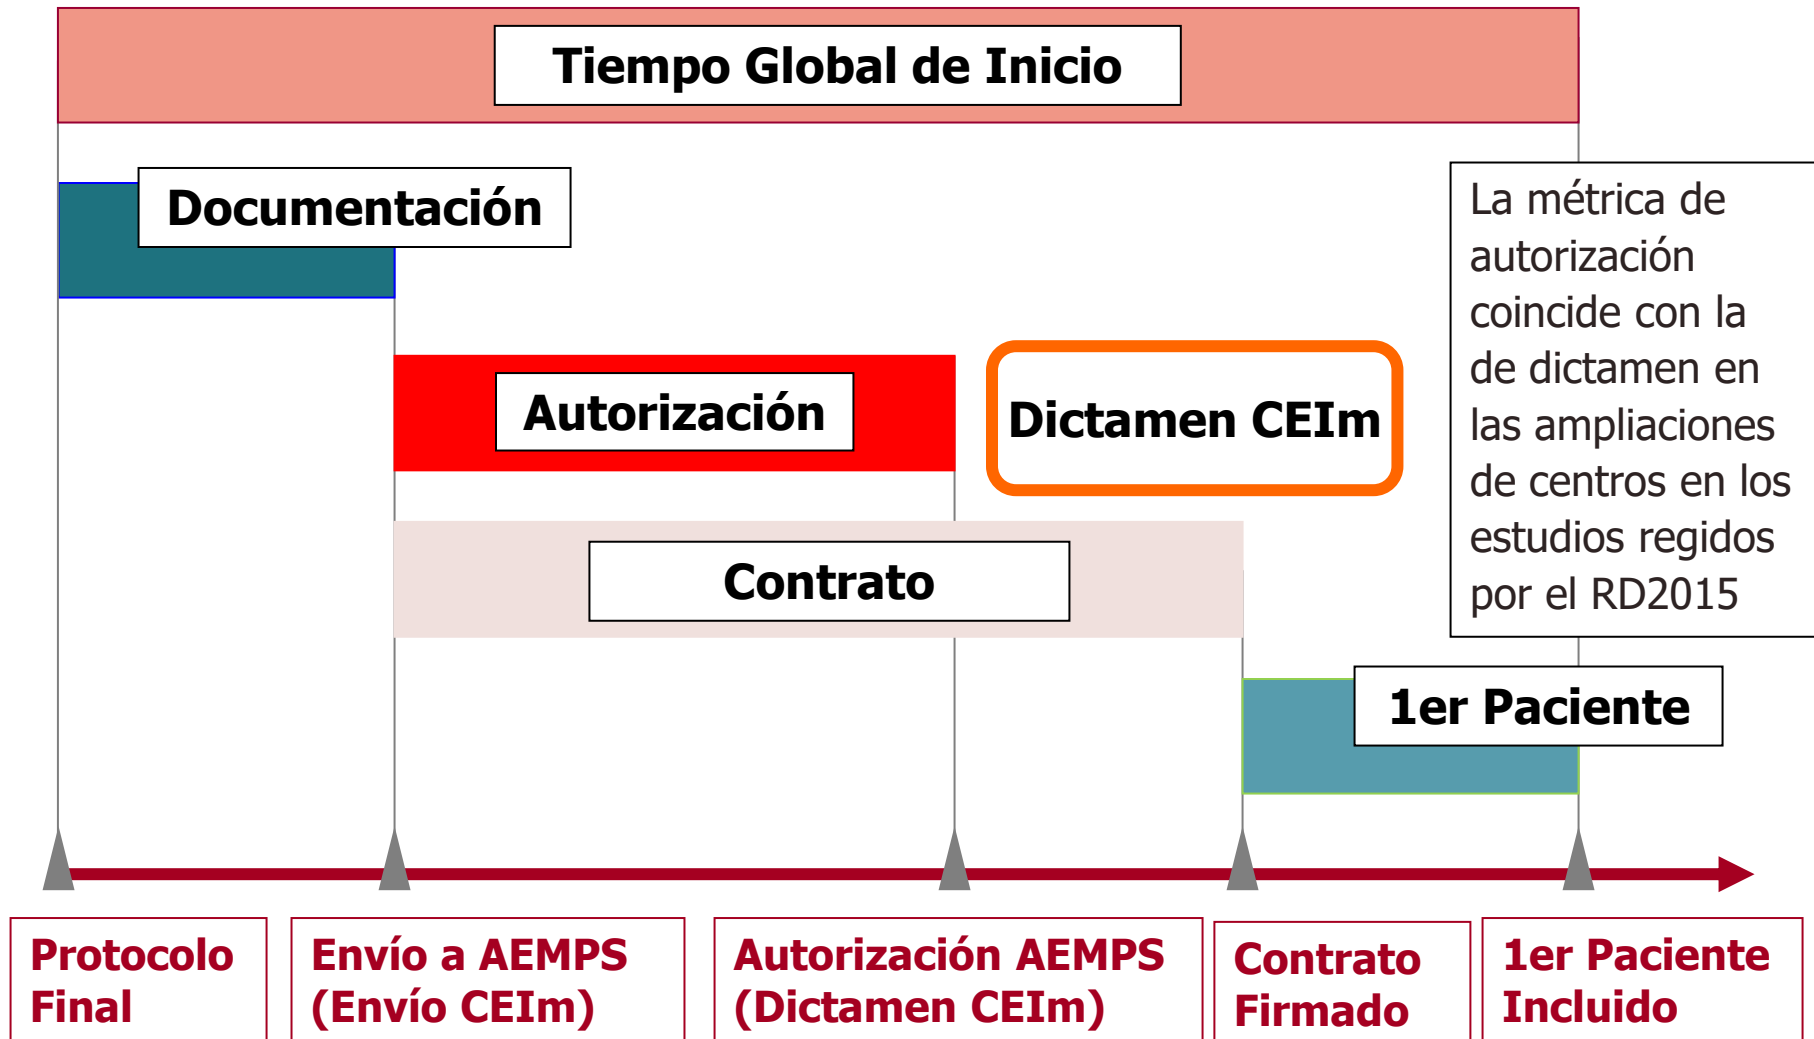 Tiempo Global de Inicio
Documentación
La métrica de
autorización
coincide con la
de dictamen en
las ampliaciones
de centros en los
estudios regidos
por el RD2015
Autorización
Dictamen CEIm
Contrato
1er Paciente
Protocolo
Final
Envío a AEMPS
(Envío CEIm)
Autorización AEMPS
(Dictamen CEIm)
Contrato
Firmado
1er Paciente
Incluido